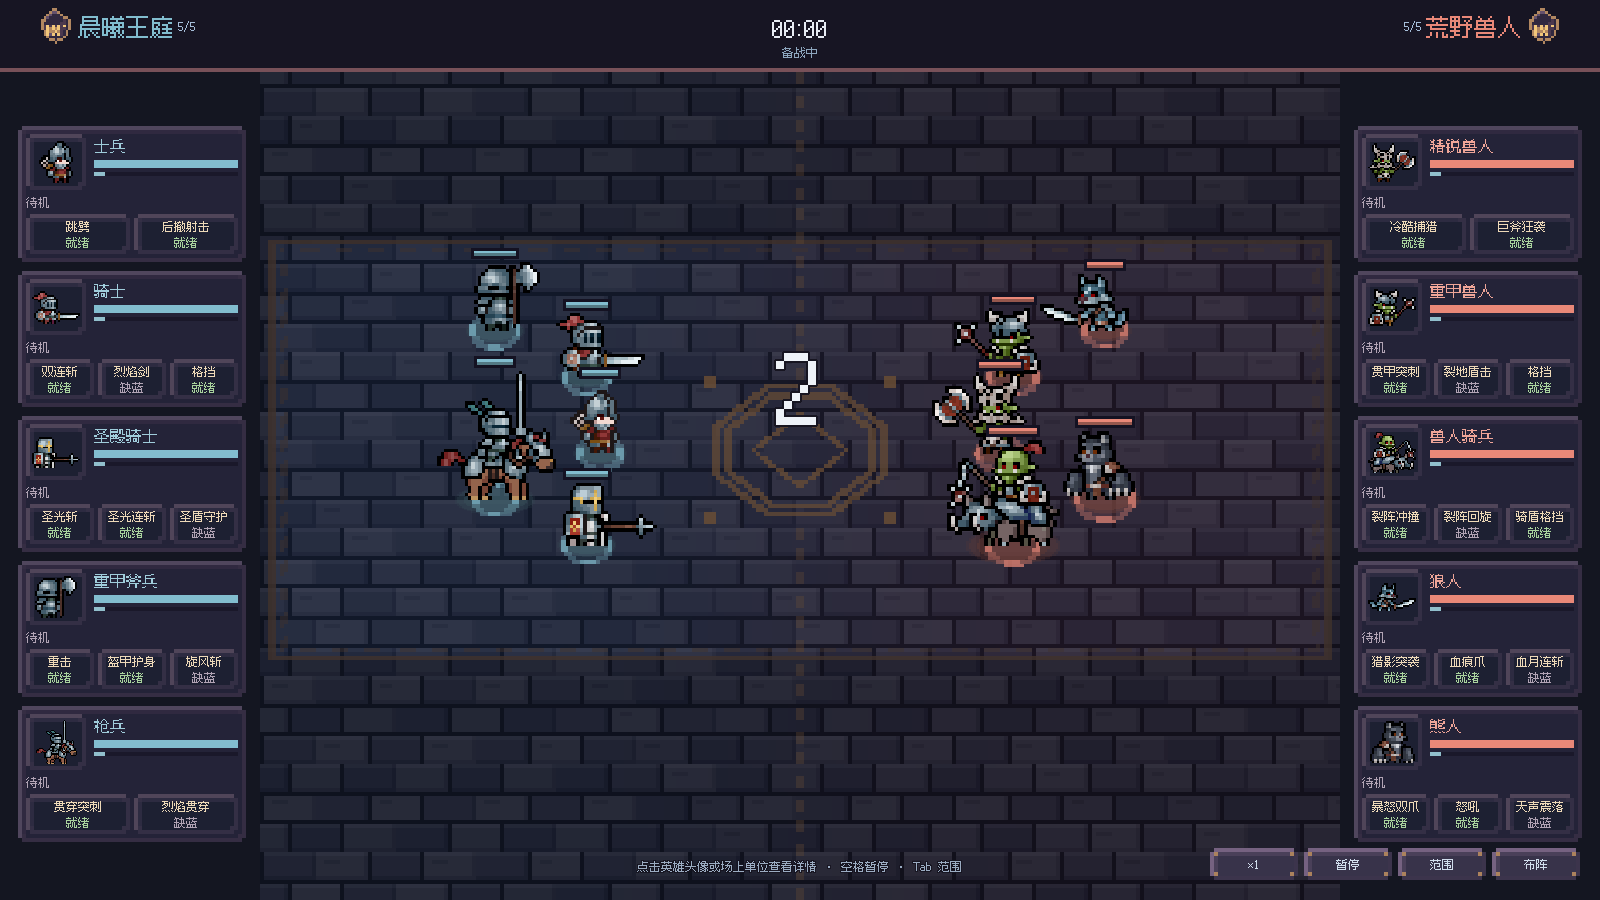 晨曦王庭 5/5
00:00
备战中
5/5 荒野兽人
士兵
待机
跳劈 后撤射击
就绪 就绪
骑士
待机
双连斩 烈焰剑 格挡
就绪 缺蓝 就绪
圣殿骑士
待机
圣光斩 圣光连斩 圣盾守护
就绪 就绪 缺蓝
重甲斧兵
待机
重击 盔甲护身 旋风斩
就绪 就绪 缺蓝
枪兵
待机
贯穿突刺 烈焰贯穿
就绪 缺蓝
2
精锐兽人
待机
冷酷捕猎 巨斧狂袭
就绪 就绪
重甲兽人
待机
贯甲突刺 裂地盾击 格挡
就绪 缺蓝 就绪
兽人骑兵
待机
裂阵冲撞 裂阵回旋 骑盾格挡
就绪 缺蓝 就绪
狼人
待机
猎影突袭 血痕爪 血月连斩
就绪 就绪 缺蓝
熊人
待机
暴怒双爪 怒吼 天声震落
就绪 就绪 缺蓝
点击英雄头像或场上单位查看详情 · 空格暂停 · Tab 范围
×1 暂停 范围 布阵